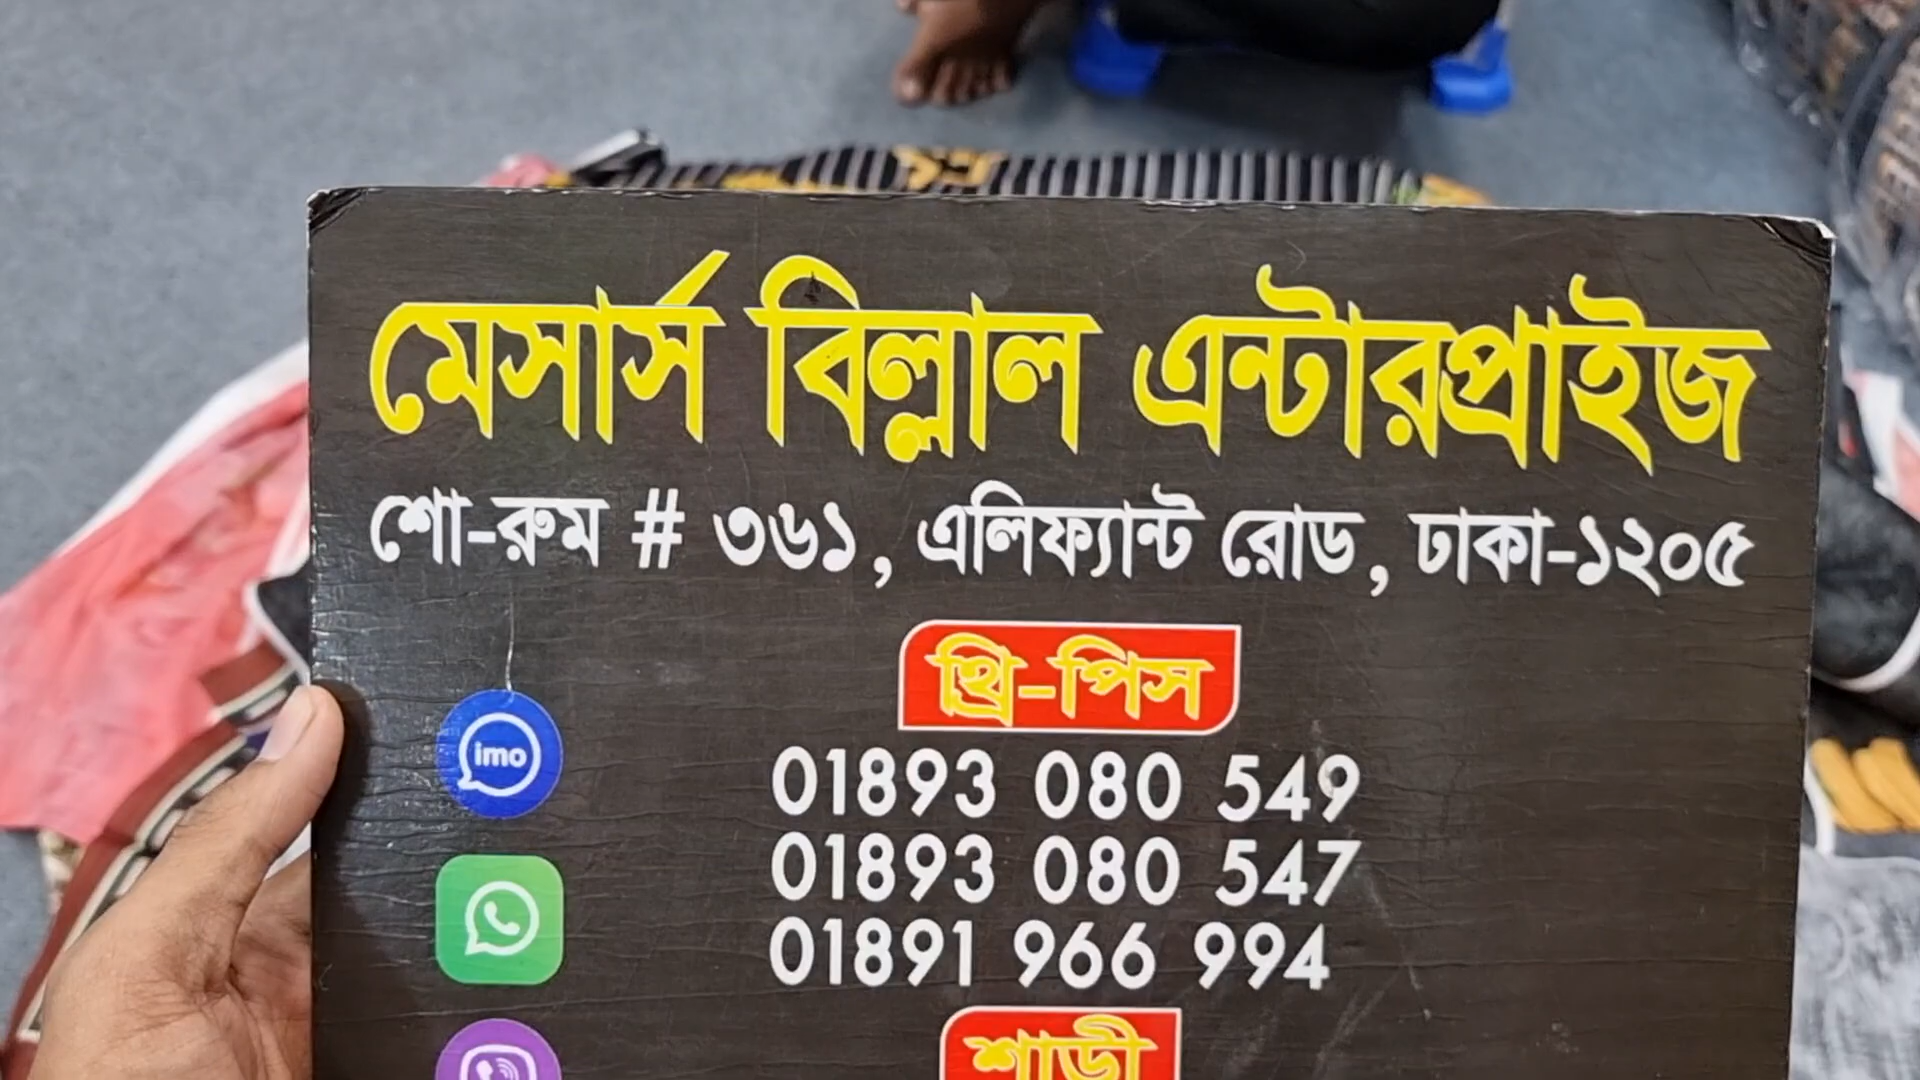 মেসার্স বিল্লাল এন্টারপ্রাইজ
শো-রুম # ৩৬১, এলিফ্যান্ট রোড, ঢাকা-১২০৫
থ্রি-পিস
imo
01893 080 549
01893 080 547
01891 966 994
শাড়ী